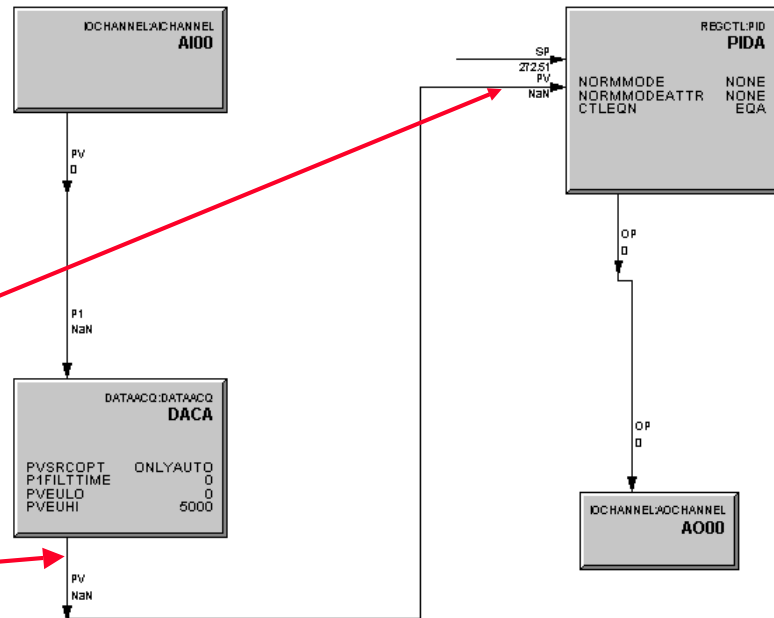 IOCHANNEL:AICHANNEL
AI00
PV
0
P1
NaN
DATAACQ:DATAACQ
DACA
PVSRCOPT ONLYAUTO
P1FILTTIME 0
PVEULO 0
PVEUHI 5000
PV
NaN
SP
272.51
PV
NaN
REGCTL:PID
PIDA
NORMMODE NONE
NORMMODEATTR NONE
CTLEQN EQA
OP
0
OP
0
IOCHANNEL:AOCHANNEL
AO00